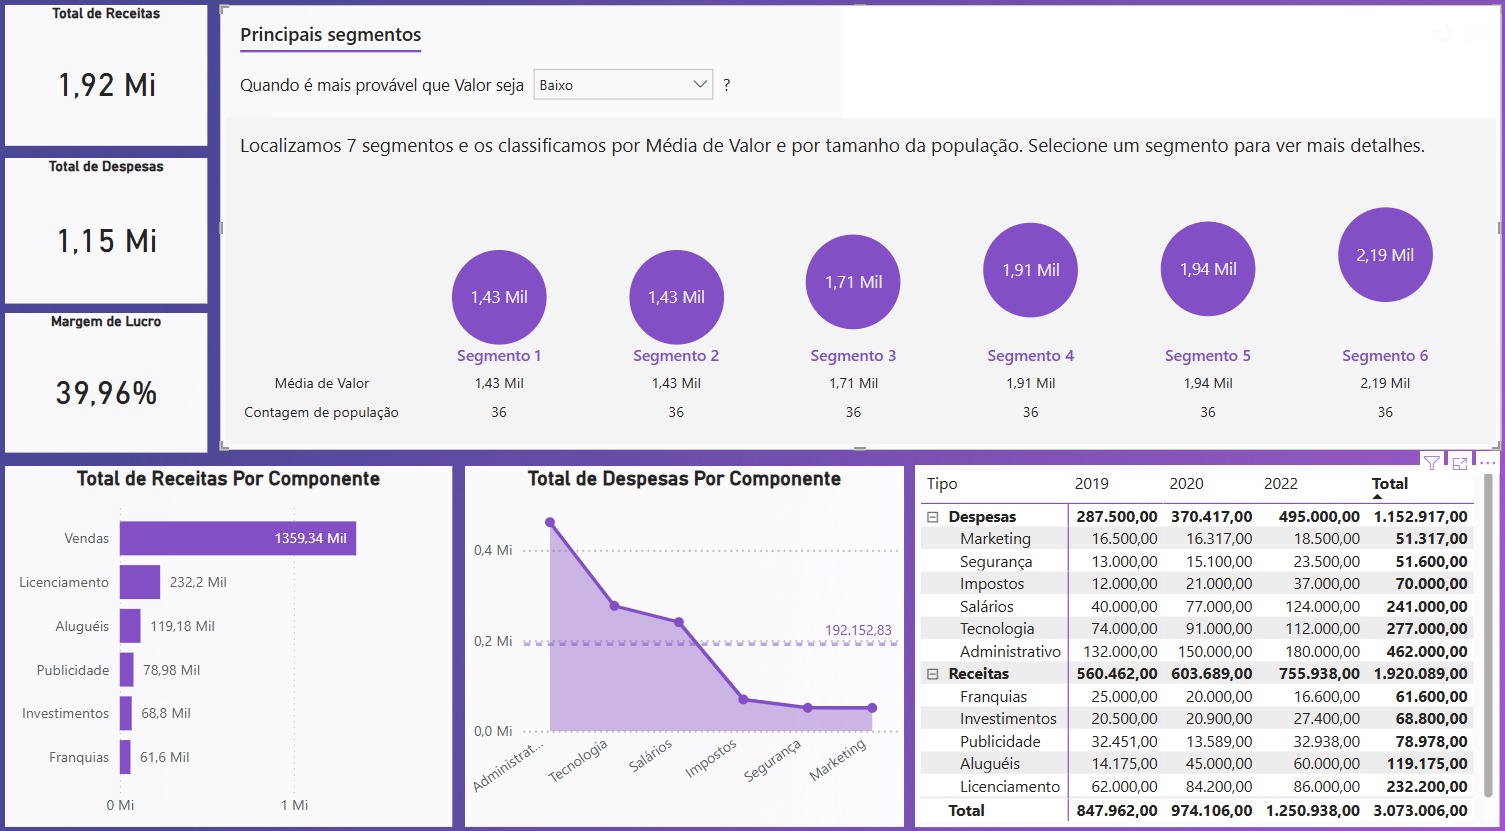 Total de Receitas
1,92 Mi
Total de Despesas
1,15 Mi
Margem de Lucro
39,96%
Principais segmentos
Quando é mais provável que Valor seja Baixo ?
Localizamos 7 segmentos e os classificamos por Média de Valor e por tamanho da população. Selecione um segmento para ver mais detalhes.
1,43 Mil 1,43 Mil 1,71 Mil 1,91 Mil 1,94 Mil 2,19 Mil
Segmento 1 Segmento 2 Segmento 3 Segmento 4 Segmento 5 Segmento 6
Média de Valor 1,43 Mil 1,43 Mil 1,71 Mil 1,91 Mil 1,94 Mil 2,19 Mil
Contagem de população 36 36 36 36 36 36
Total de Receitas Por Componente
Vendas 1359,34 Mil
Licenciamento 232,2 Mil
Aluguéis 119,18 Mil
Publicidade 78,98 Mil
Investimentos 68,8 Mil
Franquias 61,6 Mil
0 Mi 1 Mi
Total de Despesas Por Componente
0,4 Mi
192.152,83
0,2 Mi
0,0 Mi
Administrat... Tecnologia Salários Impostos Segurança Marketing
Tipo 2019 2020 2022 Total
Despesas 287.500,00 370.417,00 495.000,00 1.152.917,00
Marketing 16.500,00 16.317,00 18.500,00 51.317,00
Segurança 13.000,00 15.100,00 23.500,00 51.600,00
Impostos 12.000,00 21.000,00 37.000,00 70.000,00
Salários 40.000,00 77.000,00 124.000,00 241.000,00
Tecnologia 74.000,00 91.000,00 112.000,00 277.000,00
Administrativo 132.000,00 150.000,00 180.000,00 462.000,00
Receitas 560.462,00 603.689,00 755.938,00 1.920.089,00
Franquias 25.000,00 20.000,00 16.600,00 61.600,00
Investimentos 20.500,00 20.900,00 27.400,00 68.800,00
Publicidade 32.451,00 13.589,00 32.938,00 78.978,00
Aluguéis 14.175,00 45.000,00 60.000,00 119.175,00
Licenciamento 62.000,00 84.200,00 86.000,00 232.200,00
Total 847.962,00 974.106,00 1.250.938,00 3.073.006,00